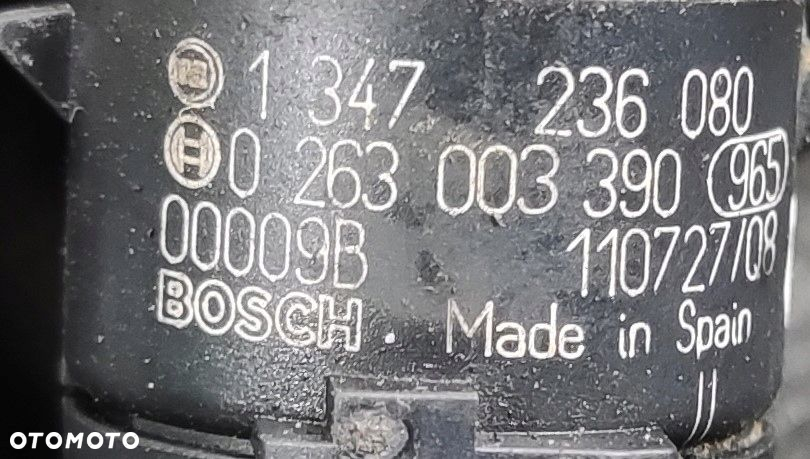 1 347 236 080
0 263 003 390 965
00009B 110727/08
BOSCH. Made in Spain
OTOMOTO